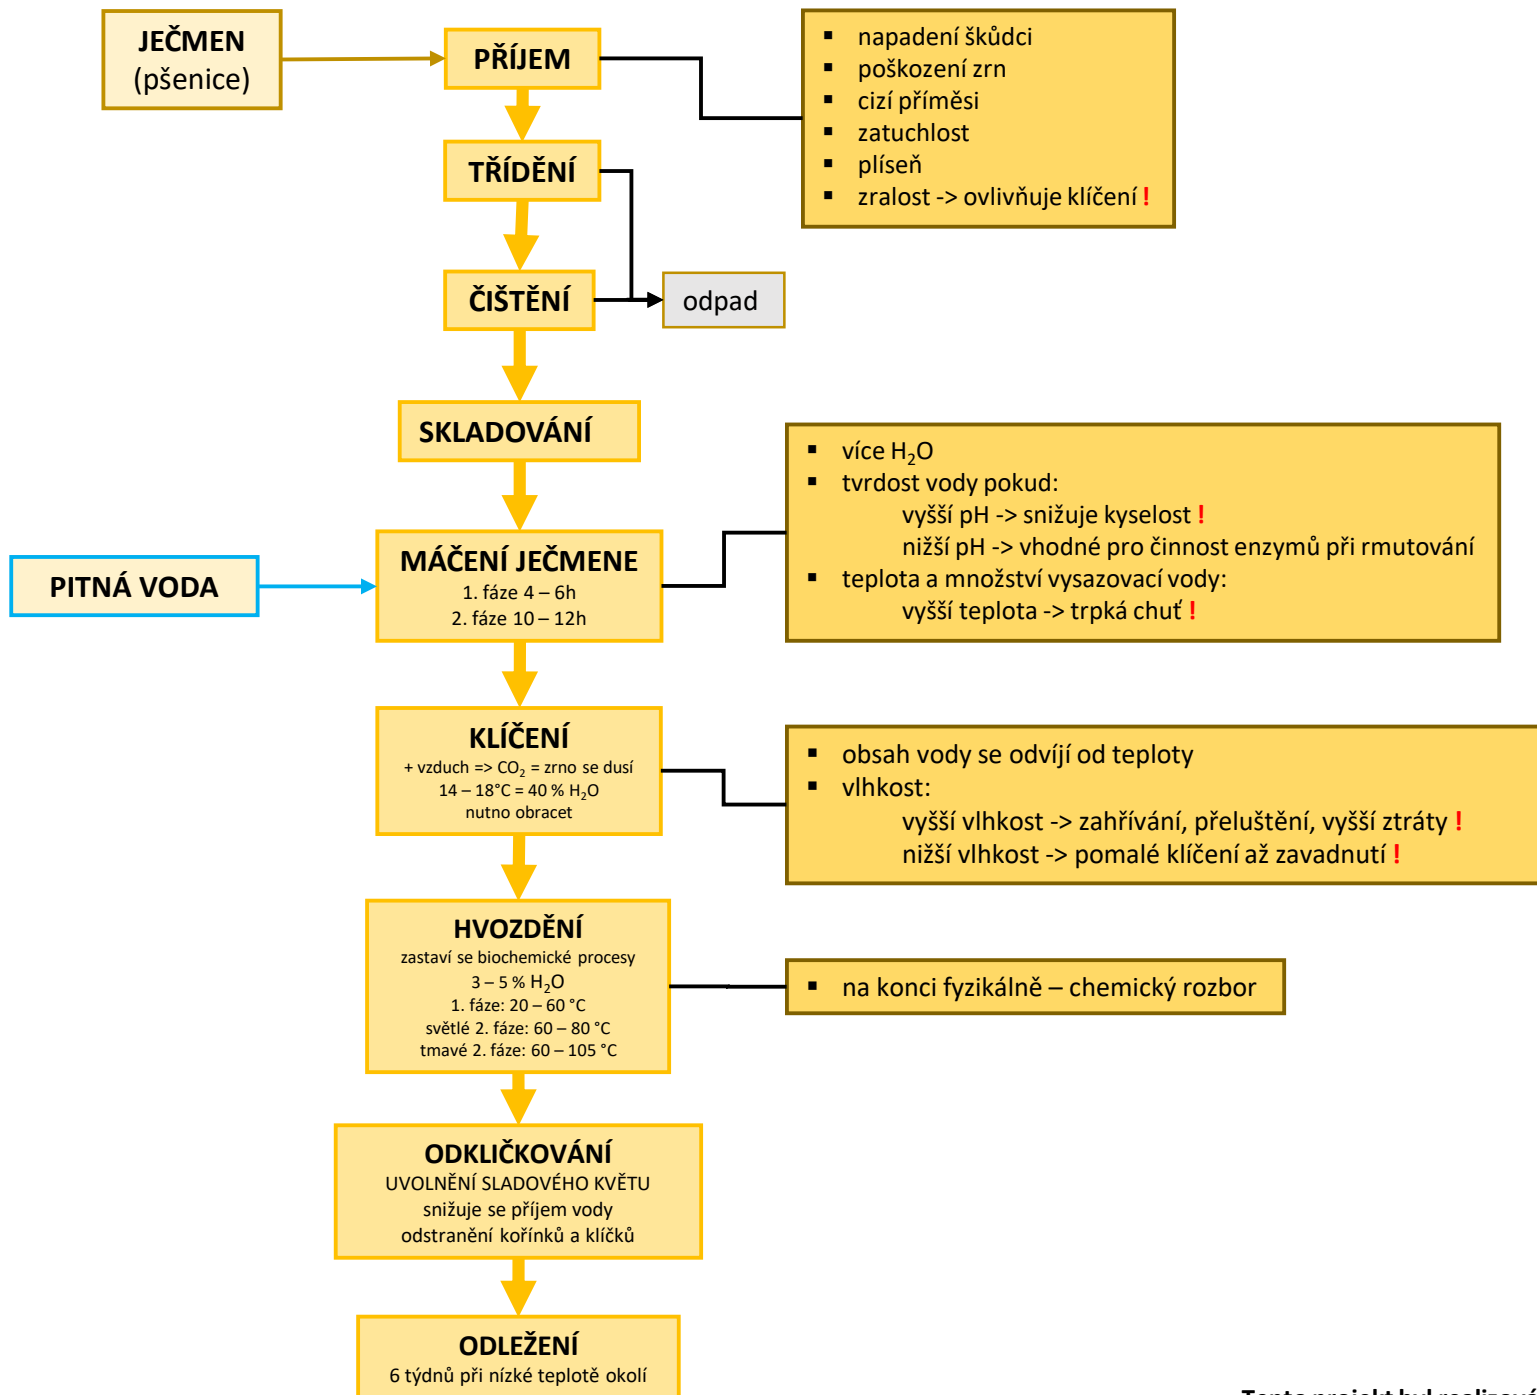 JEČMEN
(pšenice)
PŘÍJEM
▪ napadení škůdci
▪ poškození zrn
▪ cizí příměsi
▪ zatuchlost
▪ plíseň
▪ zralost -> ovlivňuje klíčení !
TŘÍDĚNÍ
ČIŠTĚNÍ
odpad
SKLADOVÁNÍ
PITNÁ VODA
MÁČENÍ JEČMENE
1. fáze 4 – 6h
2. fáze 10 – 12h
▪ více H₂O
▪ tvrdost vody pokud:
vyšší pH -> snižuje kyselost !
nižší pH -> vhodné pro činnost enzymů při rmutování
▪ teplota a množství vysazovací vody:
vyšší teplota -> trpká chuť !
KLÍČENÍ
+ vzduch => CO₂ = zrno se dusí
14 – 18°C = 40 % H₂O
nutno obracet
▪ obsah vody se odvíjí od teploty
▪ vlhkost:
vyšší vlhkost -> zahřívání, přeluštění, vyšší ztráty !
nižší vlhkost -> pomalé klíčení až zavadnutí !
HVOZDĚNÍ
zastaví se biochemické procesy
3 – 5 % H₂O
1. fáze: 20 – 60 °C
světlé 2. fáze: 60 – 80 °C
tmavé 2. fáze: 60 – 105 °C
▪ na konci fyzikálně – chemický rozbor
ODKLIČKOVÁNÍ
UVOLNĚNÍ SLADOVÉHO KVĚTU
snižuje se příjem vody
odstranění kořínků a klíčků
ODLEŽENÍ
6 týdnů při nízké teplotě okolí